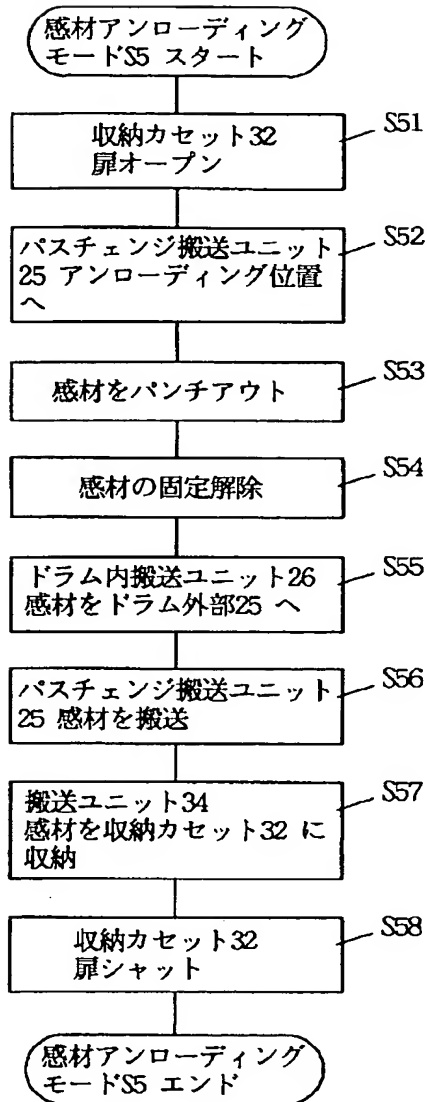 感材アンローディング
モードS5 スタート
収納カセット32
扉オープン
S51
パスチェンジ搬送ユニット
25 アンローディング位置
へ
S52
感材をパンチアウト
S53
感材の固定解除
S54
ドラム内搬送ユニット26
感材をドラム外部25 へ
S55
パスチェンジ搬送ユニット
25 感材を搬送
S56
搬送ユニット34
感材を収納カセット32 に
収納
S57
収納カセット32
扉シャット
S58
感材アンローディング
モードS5 エンド